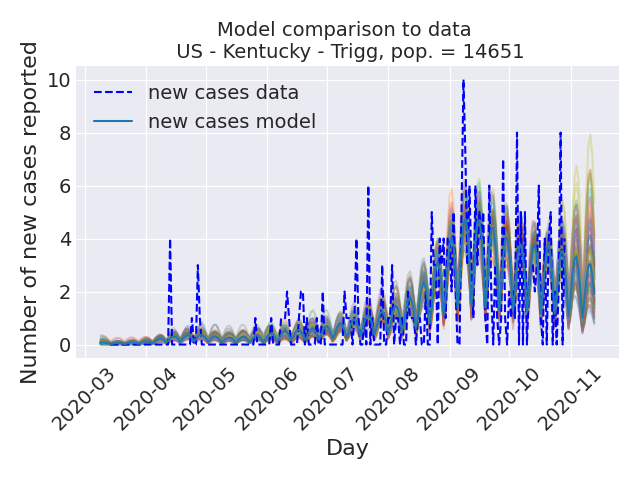 Model comparison to data
US - Kentucky - Trigg, pop. = 14651
Number of new cases reported
10
8
6
4
2
0
new cases data
new cases model
2020-03
2020-04
2020-05
2020-06
2020-07
2020-08
2020-09
2020-10
2020-11
Day